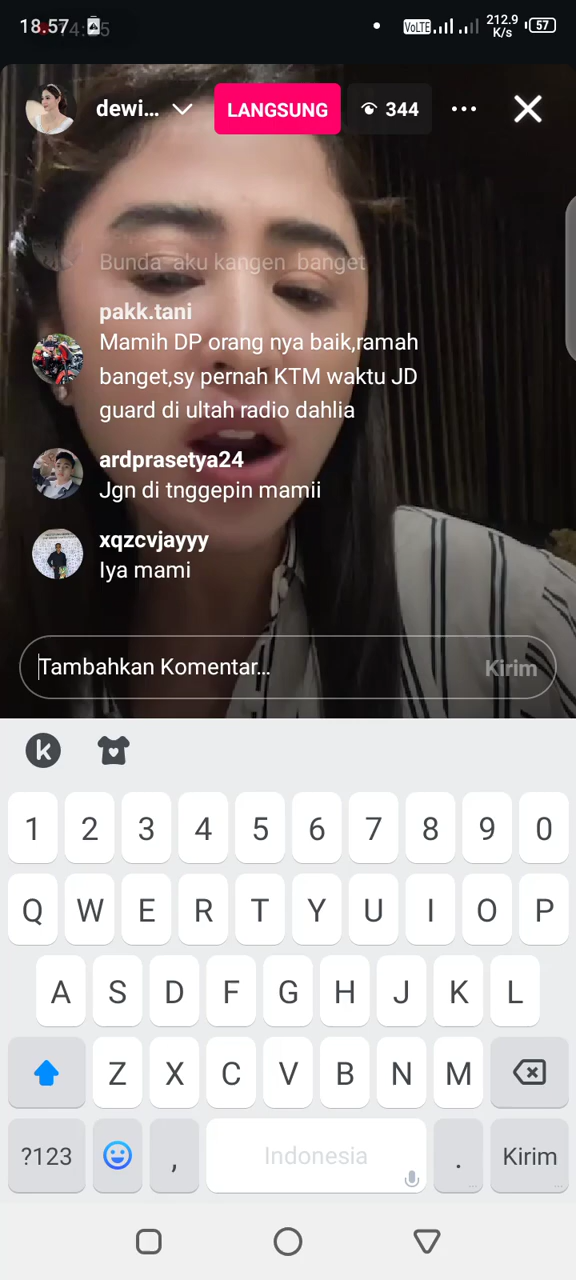 18.57
VoLTE
212.9
K/s
57
dewi...
LANGSUNG
344
Bunda aku kangen banget
pakk.tani
Mamih DP orang nya baik,ramah
banget,sy pernah KTM waktu JD
guard di ultah radio dahlia
ardprasetya24
Jgn di tnggepin mamii
xqzcvjayyy
Iya mami
Tambahkan Komentar...
Kirim
1 2 3 4 5 6 7 8 9 0
Q W E R T Y U I O P
A S D F G H J K L
Z X C V B N M
?123 , Indonesia . Kirim